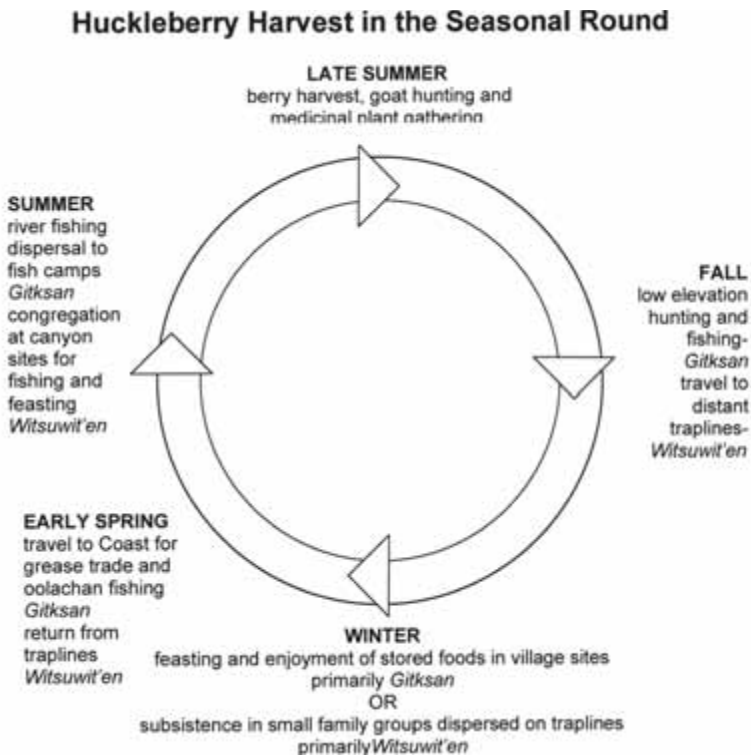 Huckleberry Harvest in the Seasonal Round
LATE SUMMER
berry harvest, goat hunting and
medicinal plant gathering
SUMMER
river fishing
dispersal to
fish camps
Gitksan
congregation
at canyon
sites for
fishing and
feasting
Witsuwit'en
FALL
low elevation
hunting and
fishing-
Gitksan
travel to
distant
traplines-
Witsuwit'en
EARLY SPRING
travel to Coast for
grease trade and
oolachan fishing
Gitksan
return from
traplines
Witsuwit'en
WINTER
feasting and enjoyment of stored foods in village sites
primarily Gitksan
OR
subsistence in small family groups dispersed on traplines
primarilyWitsuwit'en